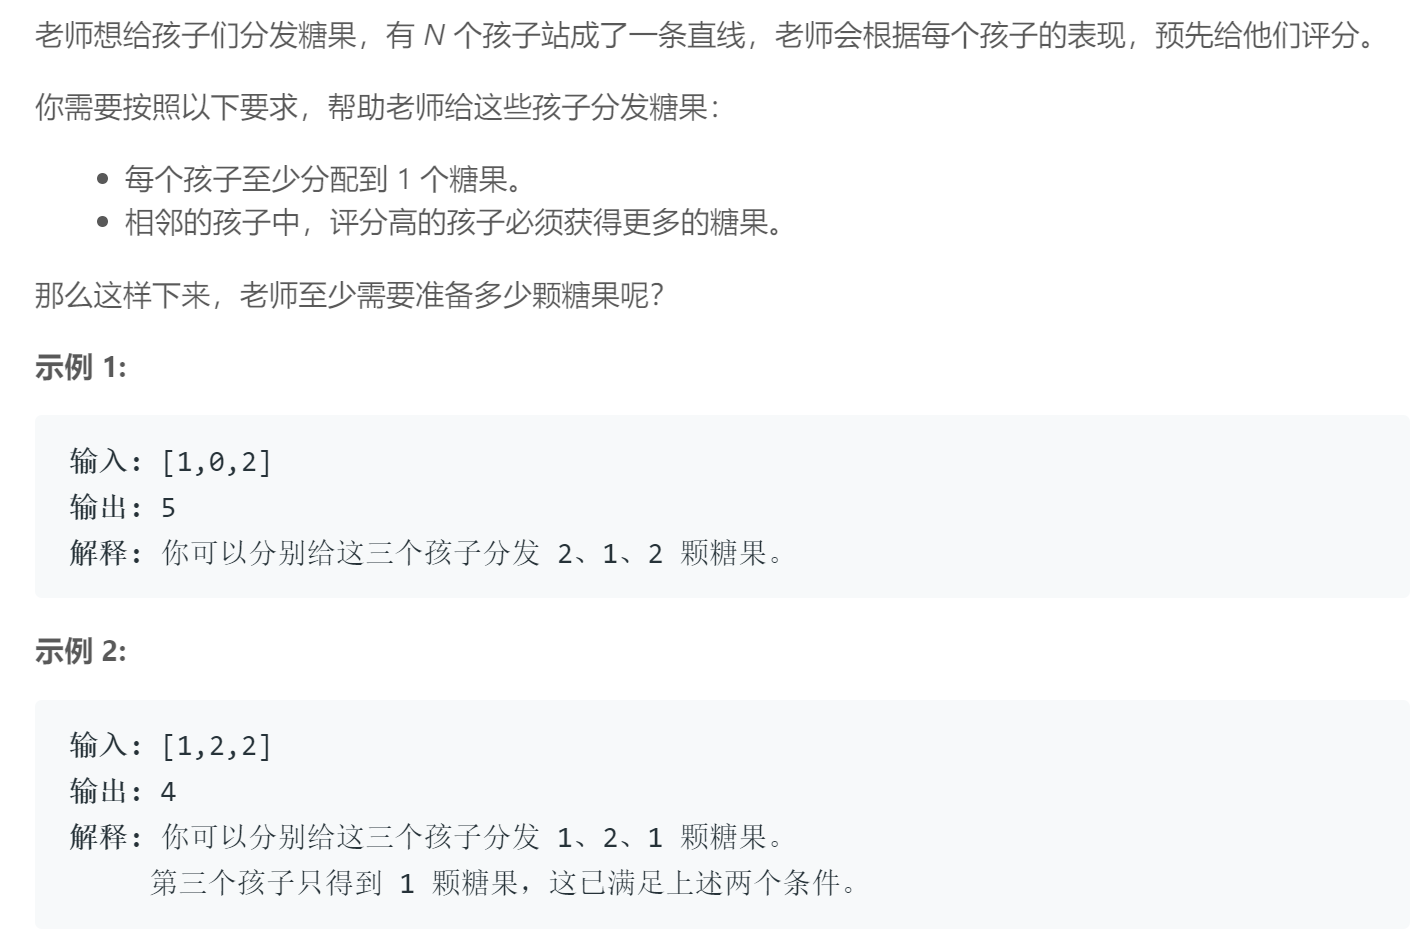 老师想给孩子们分发糖果，有 N 个孩子站成了一条直线，老师会根据每个孩子的表现，预先给他们评分。
你需要按照以下要求，帮助老师给这些孩子分发糖果：
• 每个孩子至少分配到 1 个糖果。
• 相邻的孩子中，评分高的孩子必须获得更多的糖果。
那么这样下来，老师至少需要准备多少颗糖果呢？
示例 1:
输入: [1,0,2]
输出: 5
解释: 你可以分别给这三个孩子分发 2、1、2 颗糖果。
示例 2:
输入: [1,2,2]
输出: 4
解释: 你可以分别给这三个孩子分发 1、2、1 颗糖果。
第三个孩子只得到 1 颗糖果，这已满足上述两个条件。